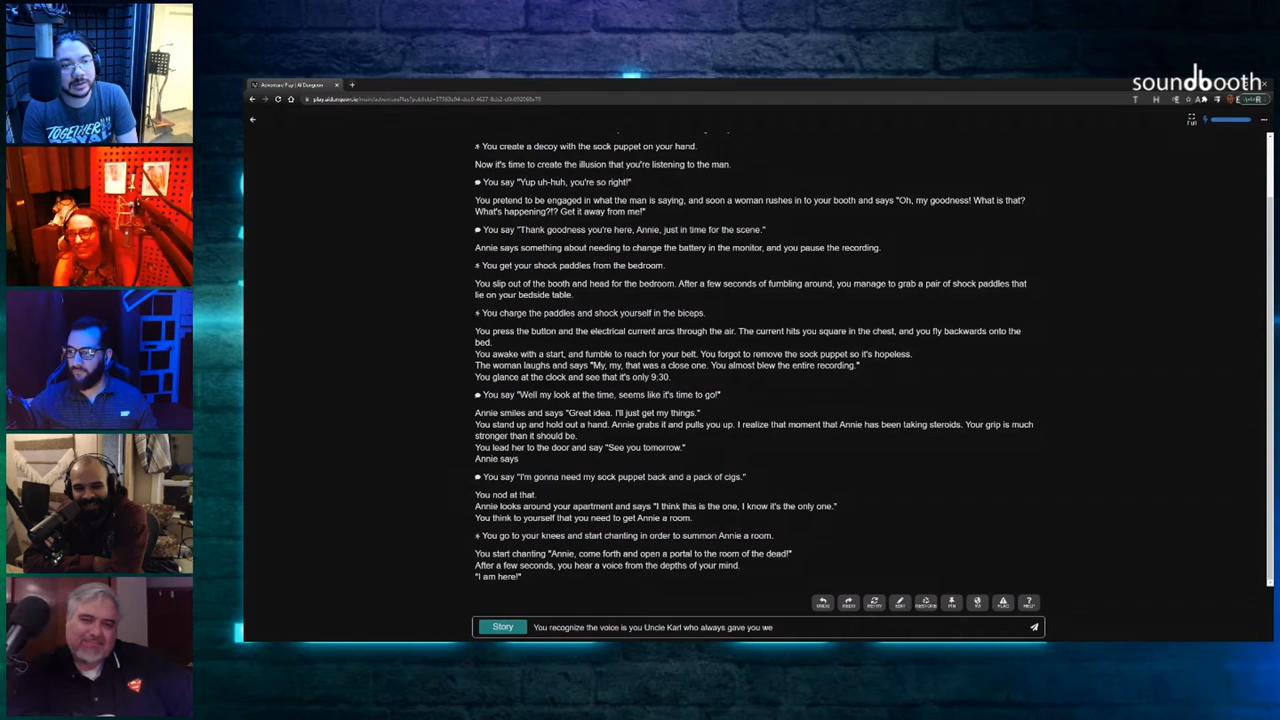 soundbooth
T H E A T E R
Adventure Play | AI Dungeon
You create a decoy with the sock puppet on your hand.
Now it's time to create the illusion that you're listening to the man.
You say "Yup uh-huh, you're so right!"
You pretend to be engaged in what the man is saying, and soon a woman rushes in to your booth and says "Oh, my goodness! What is that?
What's happening?!? Get it away from me!"
You say "Thank goodness you're here, Annie, just in time for the scene."
Annie says something about needing to change the battery in the monitor, and you pause the recording.
You get your shock paddles from the bedroom.
You slip out of the booth and head for the bedroom. After a few seconds of fumbling around, you manage to grab a pair of shock paddles that
lie on your bedside table.
You charge the paddles and shock yourself in the biceps.
You press the button and the electrical current arcs through the air. The current hits you square in the chest, and you fly backwards onto the
bed.
You awake with a start, and fumble to reach for your belt. You forgot to remove the sock puppet so it's hopeless.
The woman laughs and says "My, my, that was a close one. You almost blew the entire recording."
You glance at the clock and see that it's only 9:30.
You say "Well my look at the time, seems like it's time to go!"
Annie smiles and says "Great idea. I'll just get my things."
You stand up and hold out a hand. Annie grabs it and pulls you up. I realize that moment that Annie has been taking steroids. Your grip is much
stronger than it should be.
You lead her to the door and say "See you tomorrow."
Annie says
You say "I'm gonna need my sock puppet back and a pack of cigs."
You nod at that.
Annie looks around your apartment and says "I think this is the one, I know it's the only one."
You think to yourself that you need to get Annie a room.
You go to your knees and start chanting in order to summon Annie a room.
You start chanting "Annie, come forth and open a portal to the room of the dead!"
After a few seconds, you hear a voice from the depths of your mind.
"I am here!"
UNDO REDO RETRY EDIT PIN FLAG HELP
Story You recognize the voice is you Uncle Karl who always gave you we
TOGETHER